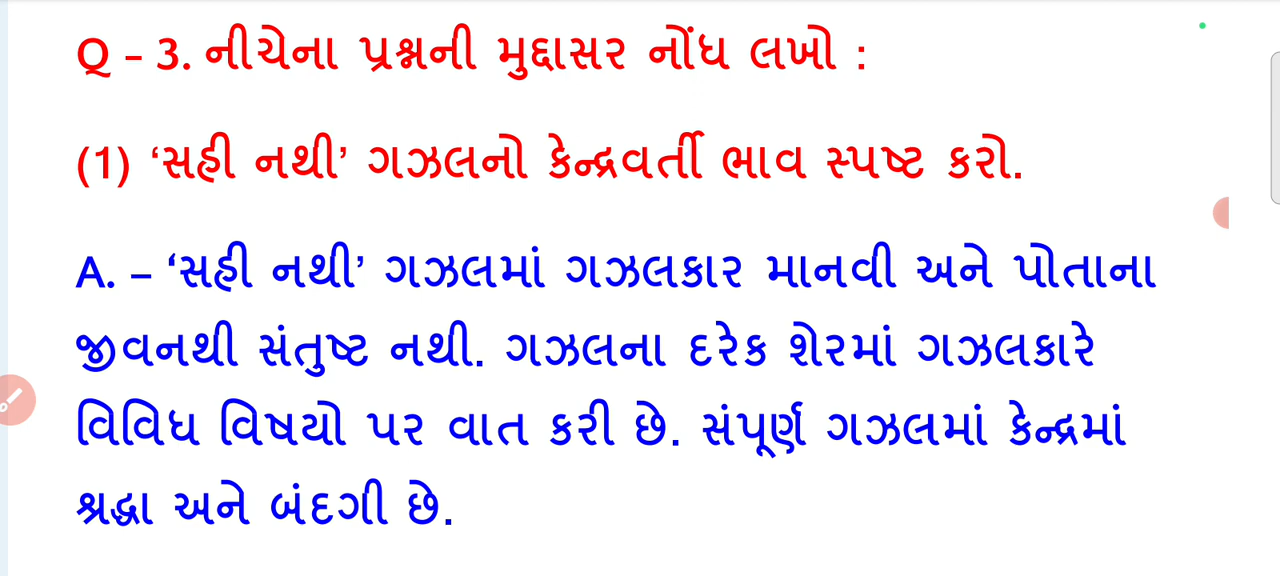 Q – 3. નીચેના પ્રશ્નની મુદ્દાસર નોંધ લખો :
(1) ‘સહી નથી’ ગઝલનો કેન્દ્રવર્તી ભાવ સ્પષ્ટ કરો.
A. – ‘સહી નથી’ ગઝલમાં ગઝલકાર માનવી અને પોતાના
જીવનથી સંતુષ્ટ નથી. ગઝલના દરેક શેરમાં ગઝલકારે
વિવિધ વિષયો પર વાત કરી છે. સંપૂર્ણ ગઝલમાં કેન્દ્રમાં
શ્રદ્ધા અને બંદગી છે.